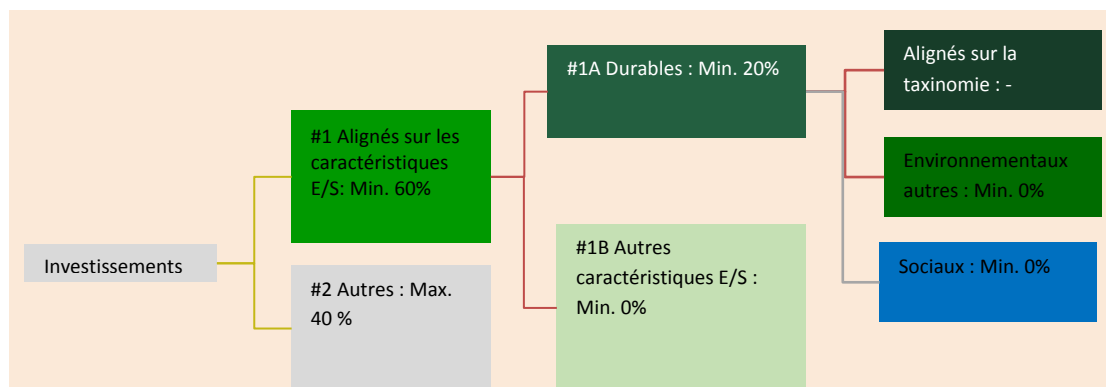 Investissements
#1 Alignés sur les
caractéristiques
E/S: Min. 60%
#2 Autres : Max.
40 %
#1A Durables : Min. 20%
#1B Autres
caractéristiques E/S :
Min. 0%
Alignés sur la
taxinomie : -
Environnementaux
autres : Min. 0%
Sociaux : Min. 0%